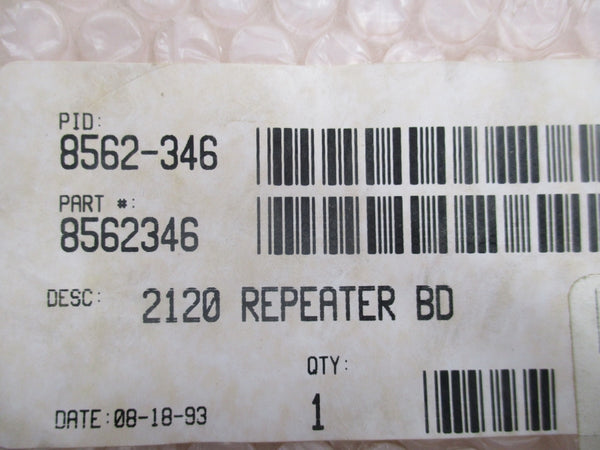 PID:
8562-346
PART #:
8562346
DESC: 2120 REPEATER BD
QTY:
1
DATE:08-18-93